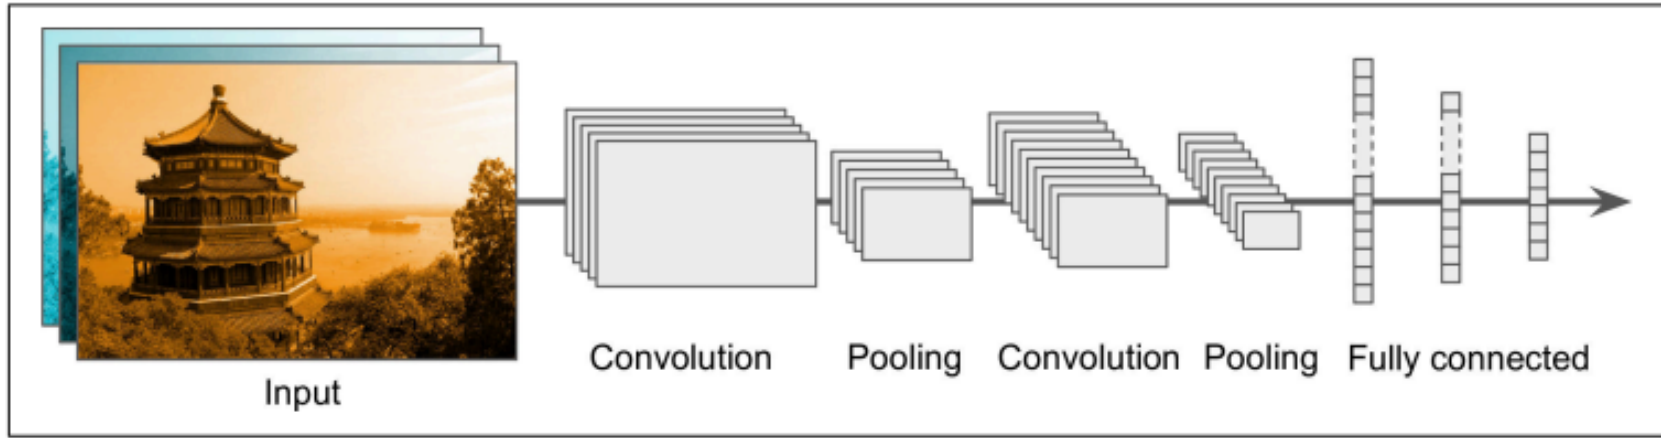 Convolution
Pooling
Convolution
Pooling
Fully connected
Input